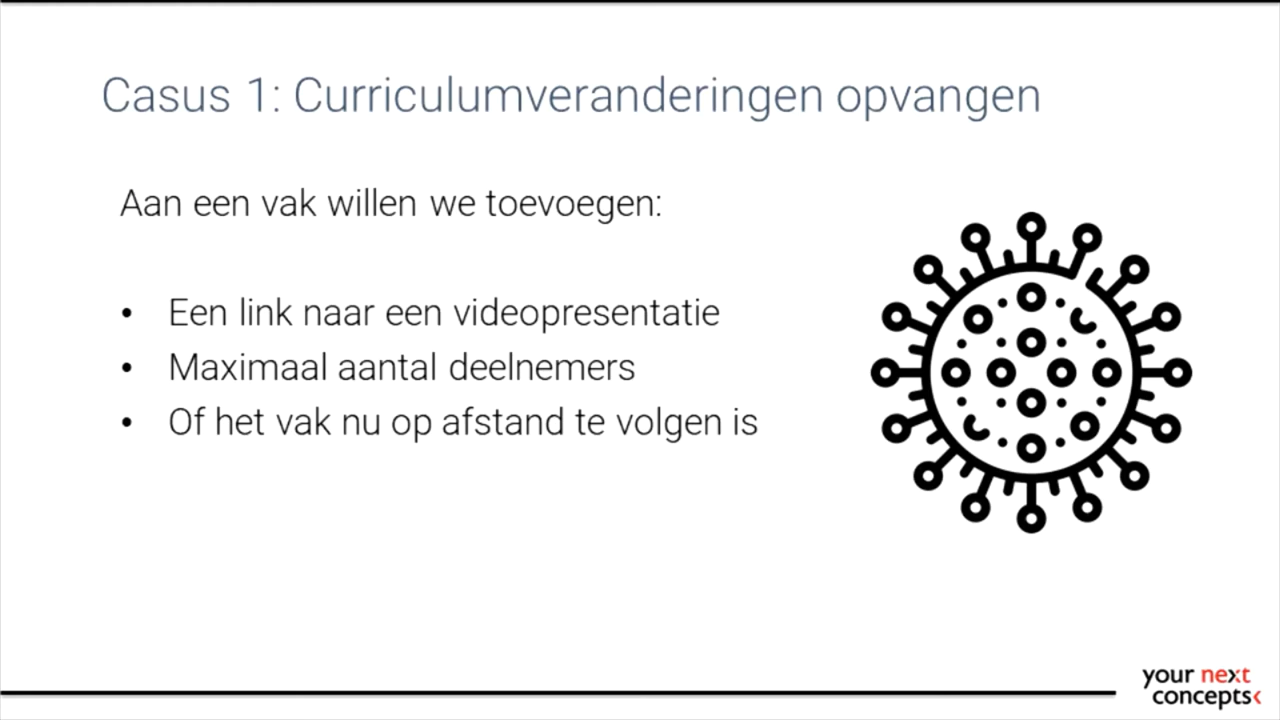 Casus 1: Curriculumveranderingen opvangen
Aan een vak willen we toevoegen:
• Een link naar een videopresentatie
• Maximaal aantal deelnemers
• Of het vak nu op afstand te volgen is
your next
concepts‹